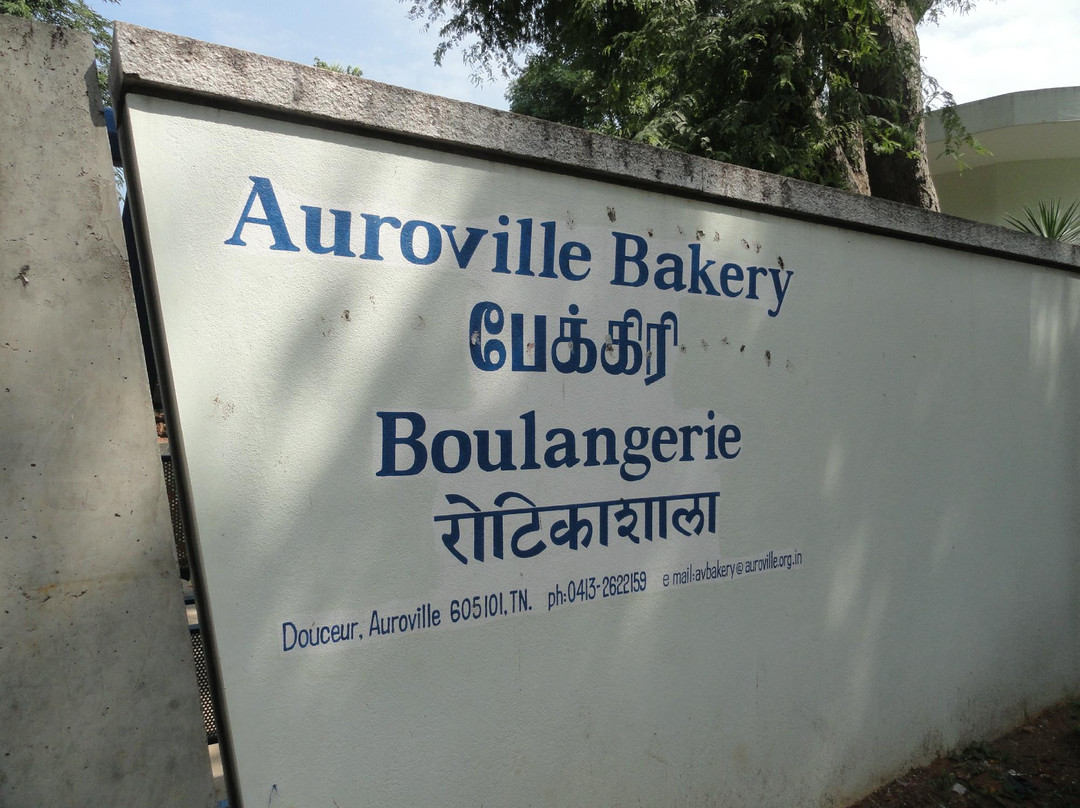 Auroville Bakery
பேக்கிரி
Boulangerie
रोटिकाशाला
Douceur, Auroville 605101, TN. ph:0413-2622159 e mail:avbakery@auroville.org.in